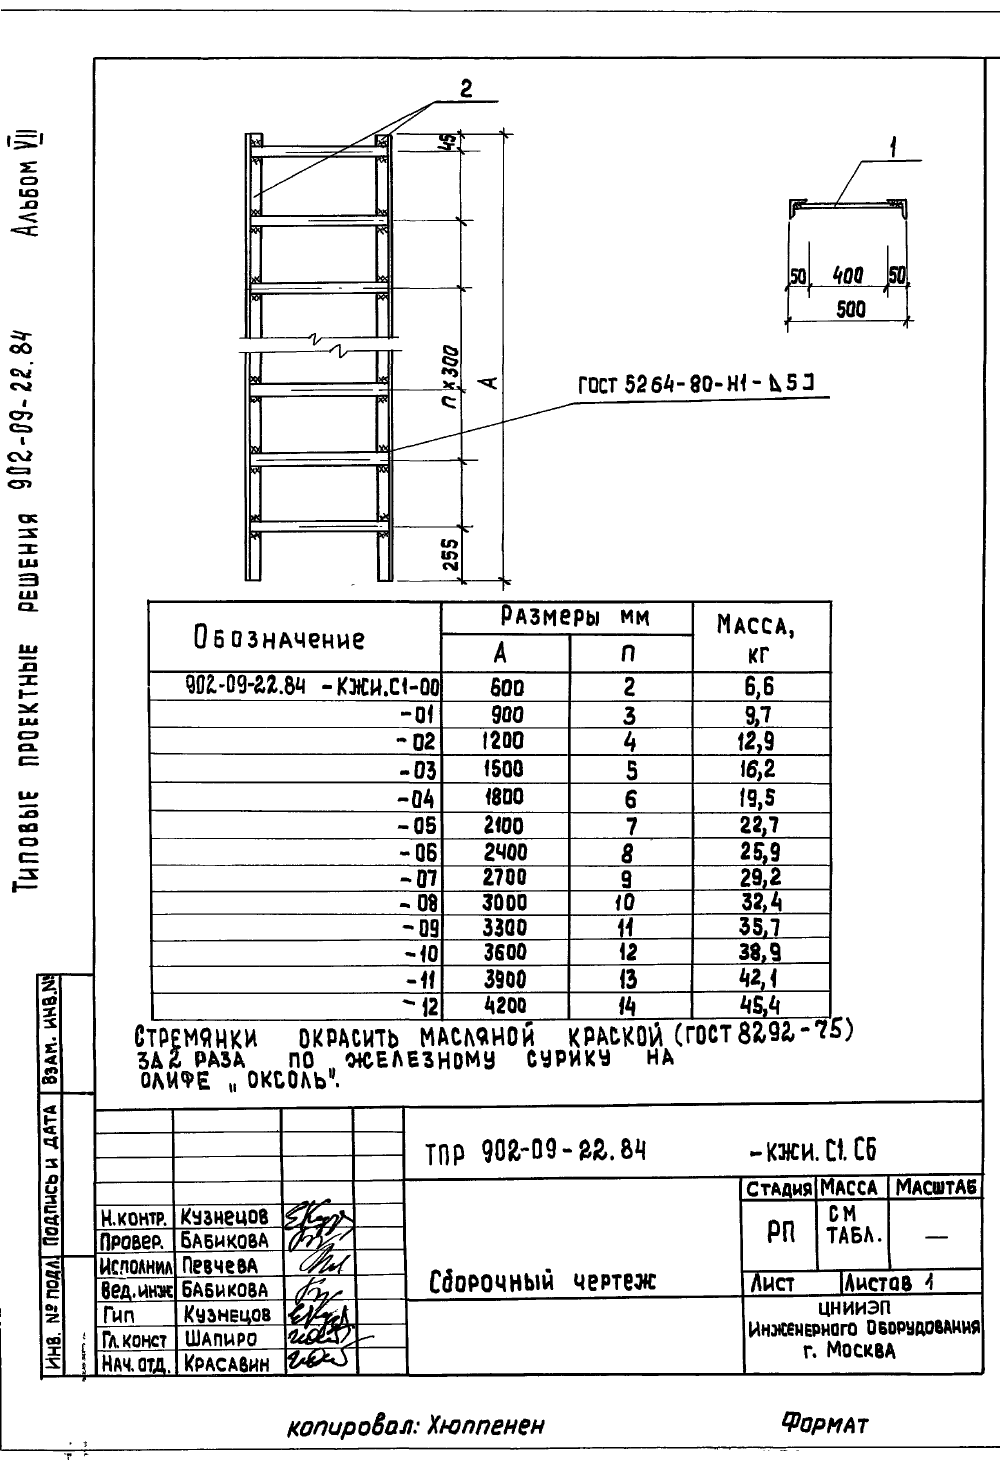 Альбом VII
Типовые проектные решения 902-09-22.84
2
45
п х 300
А
255
1
50 400 50
500
ГОСТ 5264-80-Н1-⊿5⊐
Обозначение
Размеры мм
А п
Масса, кг
902-09-22.84 -КЖИ.С1-00 600 2 6,6
-01 900 3 9,7
-02 1200 4 12,9
-03 1500 5 16,2
-04 1800 6 19,5
-05 2100 7 22,7
-06 2400 8 25,9
-07 2700 9 29,2
-08 3000 10 32,4
-09 3300 11 35,7
-10 3600 12 38,9
-11 3900 13 42,1
-12 4200 14 45,4
Стремянки окрасить масляной краской (ГОСТ 8292-75)
за 2 раза по железному сурику на
олифе „Оксоль".
Взам. инв.№
Подпись и дата
Инв. № подл.
ТПР 902-09-22.84 -КЖИ.С1.СБ
Н.контр. Кузнецов
Провер. Бабикова
Исполнил Певчева
Вед.инж Бабикова
Гип Кузнецов
Гл.конст Шапиро
Нач.отд. Красавин
Сборочный чертеж
Стадия Масса Масштаб
РП
См
табл.
—
Лист Листов 1
ЦНИИЭП
Инженерного Оборудования
г. Москва
копировал: Хюппенен
Формат